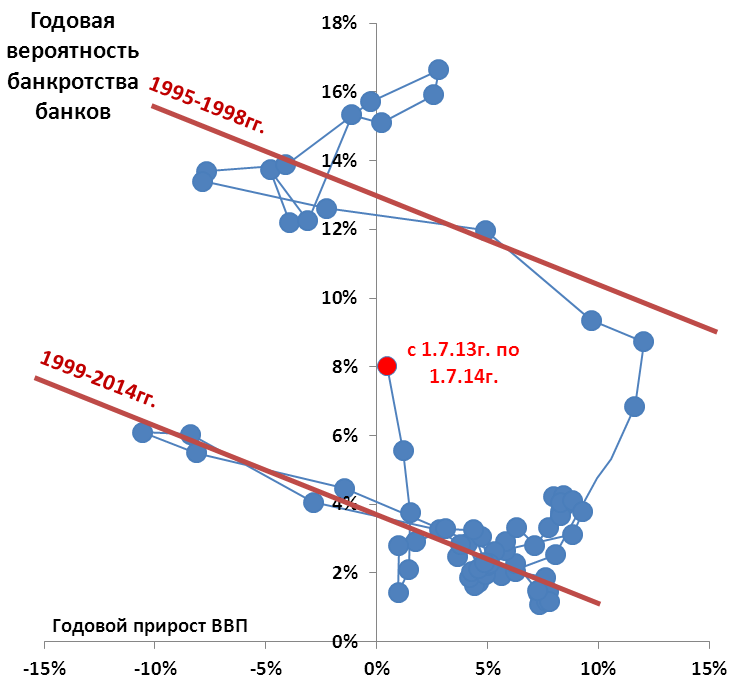 Годовая
вероятность
банкротства
банков
18%
16%
14%
12%
10%
8%
6%
4%
2%
0%
1995-1998гг.
с 1.7.13г. по
1.7.14г.
1999-2014гг.
Годовой прирост ВВП
-15%
-10%
-5%
0%
5%
10%
15%